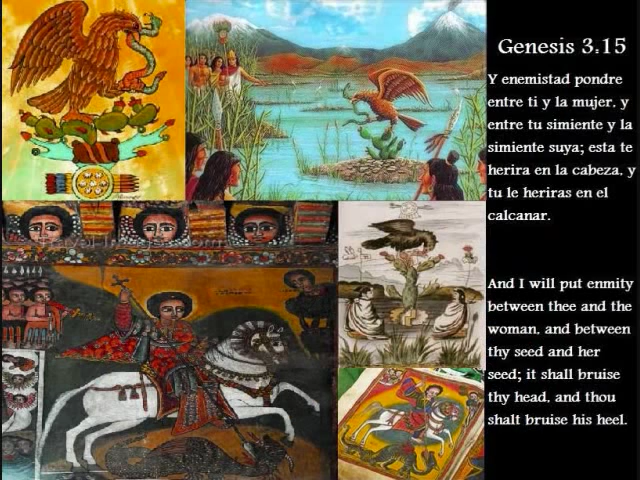 Genesis 3:15
Y enemistad pondre
entre ti y la mujer, y
entre tu simiente y la
simiente suya; esta te
herira en la cabeza, y
tu le heriras en el
calcanar.
And I will put enmity
between thee and the
woman, and between
thy seed and her
seed; it shall bruise
thy head, and thou
shalt bruise his heel.